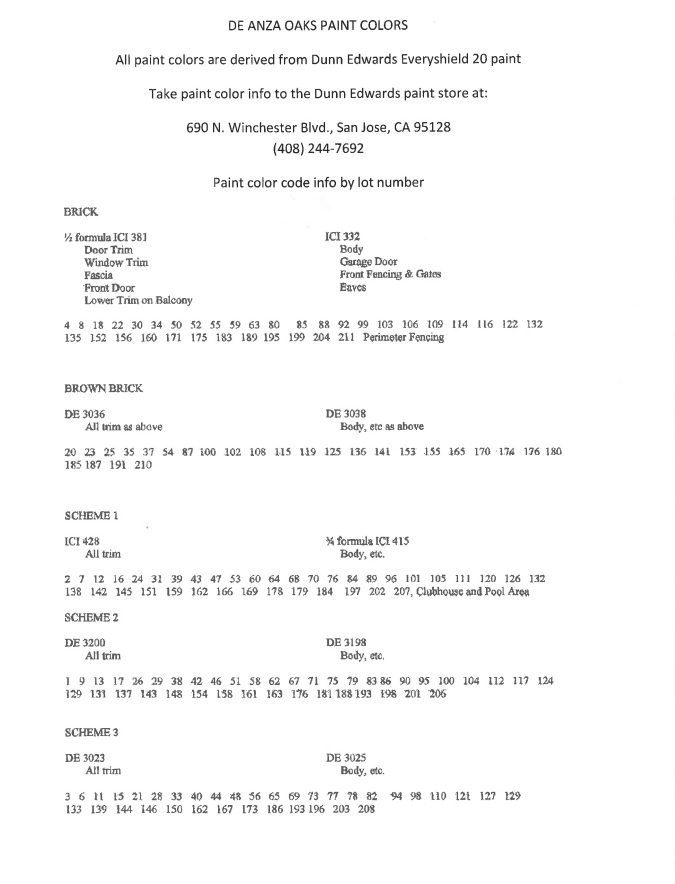 DE ANZA OAKS PAINT COLORS
All paint colors are derived from Dunn Edwards Everyshield 20 paint
Take paint color info to the Dunn Edwards paint store at:
690 N. Winchester Blvd., San Jose, CA 95128
(408) 244-7692
Paint color code info by lot number
BRICK
½ formula ICI 381
Door Trim
Window Trim
Fascia
Front Door
Lower Trim on Balcony
ICI 332
Body
Garage Door
Front Fencing & Gates
Eaves
4 8 18 22 30 34 50 52 55 59 63 80 85 88 92 99 103 106 109 114 116 122 132
135 152 156 160 171 175 183 189 195 199 204 211 Perimeter Fencing
BROWN BRICK
DE 3036
All trim as above
DE 3038
Body, etc as above
20 23 25 35 37 54 87 100 102 108 115 119 125 136 141 153 155 165 170 174 176 180
185 187 191 210
SCHEME 1
ICI 428
All trim
¾ formula ICI 415
Body, etc.
2 7 12 16 24 31 39 43 47 53 60 64 68 70 76 84 89 96 101 105 111 120 126 132
138 142 145 151 159 162 166 169 178 179 184 197 202 207, Clubhouse and Pool Area
SCHEME 2
DE 3200
All trim
DE 3198
Body, etc.
1 9 13 17 26 29 38 42 46 51 58 62 67 71 75 79 83 86 90 95 100 104 112 117 124
129 131 137 143 148 154 158 161 163 176 181 188 193 198 201 206
SCHEME 3
DE 3023
All trim
DE 3025
Body, etc.
3 6 11 15 21 28 33 40 44 48 56 65 69 73 77 78 82 94 98 110 121 127 129
133 139 144 146 150 162 167 173 186 193 196 203 208